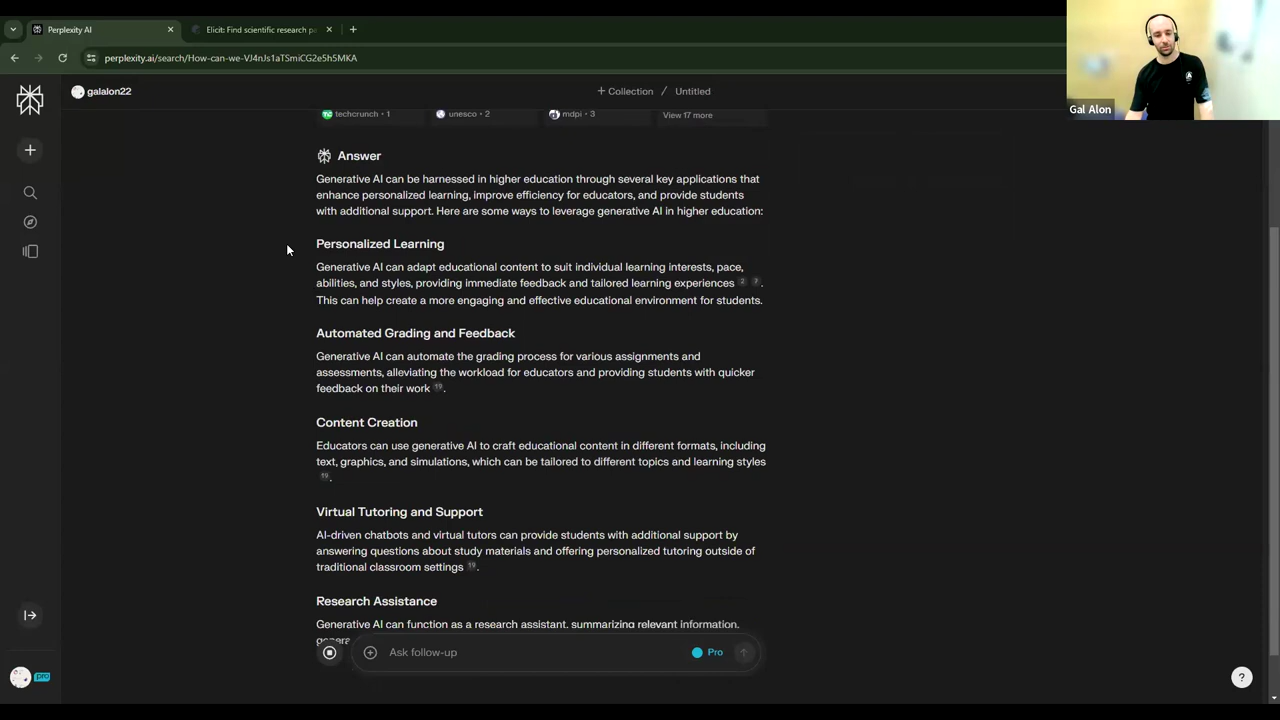 Perplexity AI
Elicit: Find scientific research p
perplexity.ai/search/How-can-we-VJ4nJs1aTSmiCG2e5h5MKA
galalon22
Collection / Untitled
Gal Alon
techcrunch • 1
unesco • 2
mdpi • 3
View 17 more
Answer
Generative AI can be harnessed in higher education through several key applications that
enhance personalized learning, improve efficiency for educators, and provide students
with additional support. Here are some ways to leverage generative AI in higher education:
Personalized Learning
Generative AI can adapt educational content to suit individual learning interests, pace,
abilities, and styles, providing immediate feedback and tailored learning experiences 2 7.
This can help create a more engaging and effective educational environment for students.
Automated Grading and Feedback
Generative AI can automate the grading process for various assignments and
assessments, alleviating the workload for educators and providing students with quicker
feedback on their work 19.
Content Creation
Educators can use generative AI to craft educational content in different formats, including
text, graphics, and simulations, which can be tailored to different topics and learning styles
19.
Virtual Tutoring and Support
AI-driven chatbots and virtual tutors can provide students with additional support by
answering questions about study materials and offering personalized tutoring outside of
traditional classroom settings 19.
Research Assistance
Generative AI can function as a research assistant, summarizing relevant information,
genera
Ask follow-up
Pro
pro
?